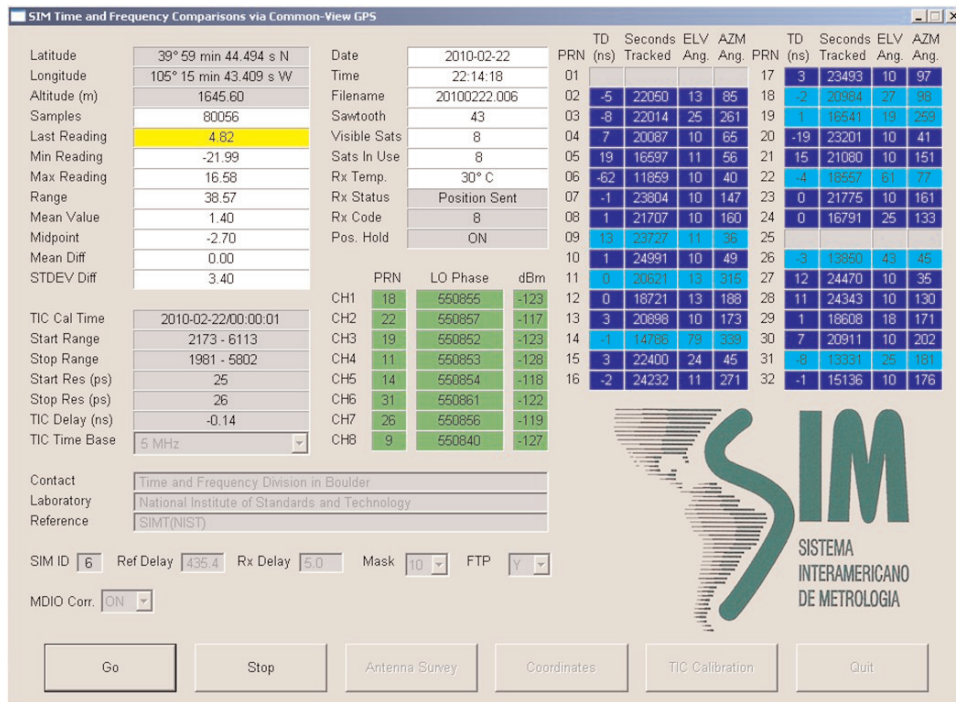 SIM Time and Frequency Comparisons via Common-View GPS
Latitude 39° 59 min 44.494 s N
Longitude 105° 15 min 43.409 s W
Altitude (m) 1645.60
Samples 80056
Last Reading 4.82
Min Reading -21.99
Max Reading 16.58
Range 38.57
Mean Value 1.40
Midpoint -2.70
Mean Diff 0.00
STDEV Diff 3.40
TIC Cal Time 2010-02-22/00:00:01
Start Range 2173 - 6113
Stop Range 1981 - 5802
Start Res (ps) 25
Stop Res (ps) 26
TIC Delay (ns) -0.14
TIC Time Base 5 MHz
Date 2010-02-22
Time 22:14:18
Filename 20100222.006
Sawtooth 43
Visible Sats 8
Sats In Use 8
Rx Temp. 30° C
Rx Status Position Sent
Rx Code 8
Pos. Hold ON
PRN LO Phase dBm
CH1 18 550855 -123
CH2 22 550857 -117
CH3 19 550852 -123
CH4 11 550853 -128
CH5 14 550854 -118
CH6 31 550861 -122
CH7 26 550856 -119
CH8 9 550840 -127
TD Seconds ELV AZM
PRN (ns) Tracked Ang. Ang.
01
02 -5 22050 13 85
03 -8 22014 25 261
04 7 20087 10 65
05 19 16597 11 56
06 -62 11859 10 40
07 -1 23804 10 147
08 1 21707 10 160
09 13 23727 11 36
10 1 24991 10 49
11 0 20621 13 315
12 0 18721 13 188
13 3 20898 10 173
14 -1 14786 79 339
15 3 22400 24 45
16 -2 24232 11 271
TD Seconds ELV AZM
PRN (ns) Tracked Ang. Ang.
17 3 23493 10 97
18 -2 20984 27 98
19 1 16541 19 259
20 -19 23201 10 41
21 15 21080 10 151
22 -4 18557 61 77
23 0 21775 10 161
24 0 16791 25 133
25
26 -3 13850 43 45
27 12 24470 10 35
28 11 24343 10 130
29 1 18608 18 171
30 7 20911 10 202
31 -8 13331 25 181
32 -1 15136 10 176
Contact Time and Frequency Division in Boulder
Laboratory National Institute of Standards and Technology
Reference SIMT(NIST)
SIM ID 6 Ref Delay 435.4 Rx Delay 5.0 Mask 10 FTP Y
MDIO Corr. ON
SIM
SISTEMA
INTERAMERICANO
DE METROLOGIA
Go Stop Antenna Survey Coordinates TIC Calibration Quit